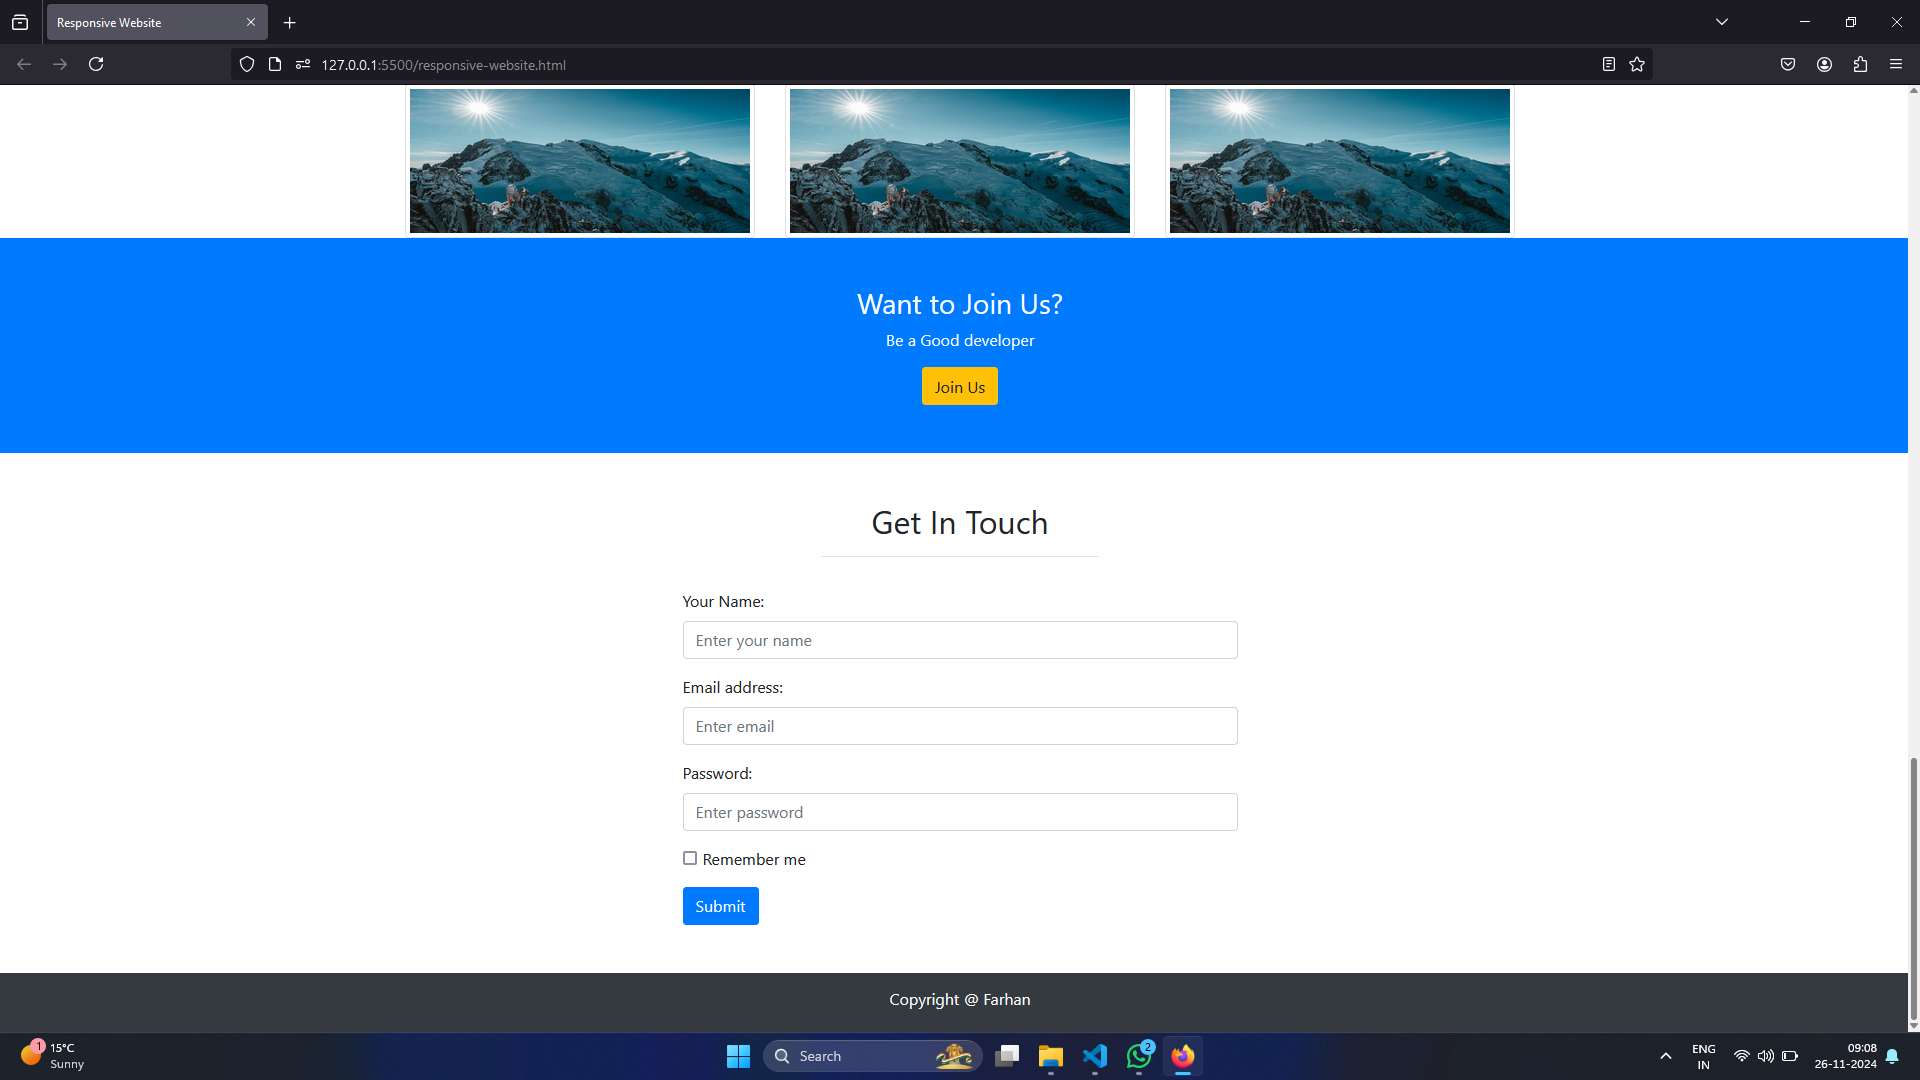 Responsive Website
127.0.0.1:5500/responsive-website.html
Want to Join Us?
Be a Good developer
Join Us
Get In Touch
Your Name:
Enter your name
Email address:
Enter email
Password:
Enter password
Remember me
Submit
Copyright @ Farhan
1
15°C
Sunny
Search
2
ENG
IN
09:08
26-11-2024